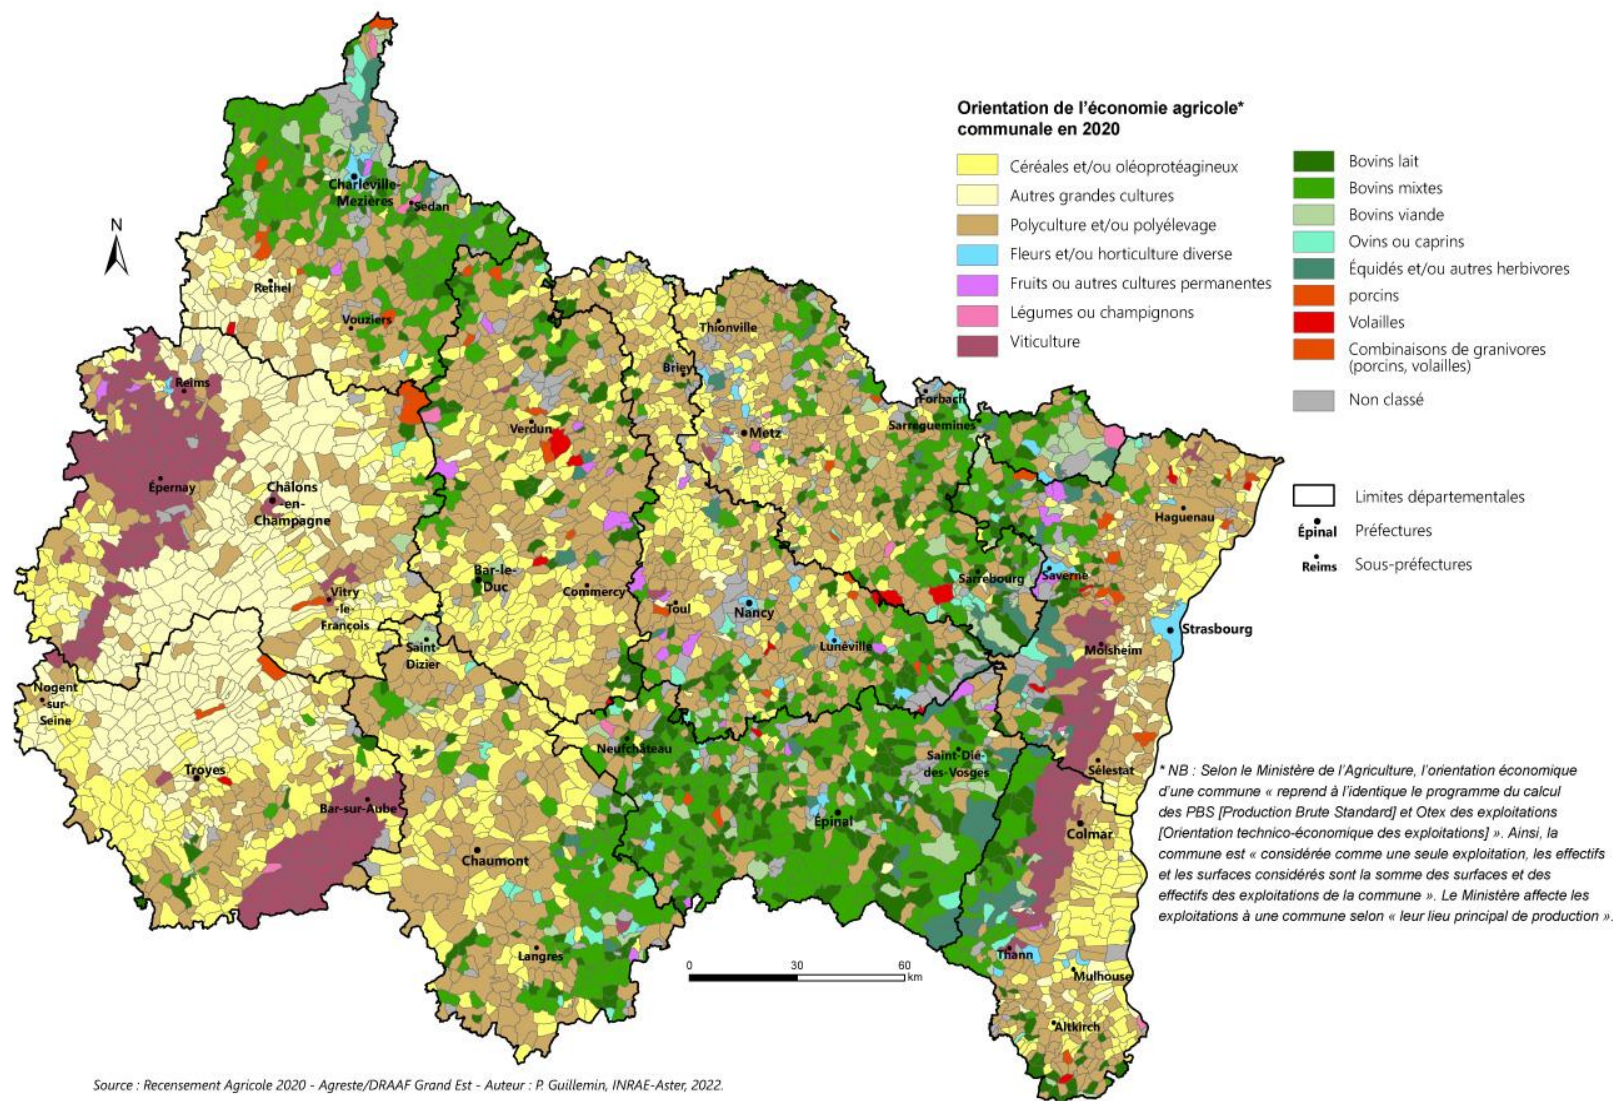 Orientation de l'économie agricole*
communale en 2020
Céréales et/ou oléoprotéagineux
Autres grandes cultures
Polyculture et/ou polyélevage
Fleurs et/ou horticulture diverse
Fruits ou autres cultures permanentes
Légumes ou champignons
Viticulture
Bovins lait
Bovins mixtes
Bovins viande
Ovins ou caprins
Équidés et/ou autres herbivores
porcins
Volailles
Combinaisons de granivores
(porcins, volailles)
Non classé
Limites départementales
Épinal
Préfectures
Reims
Sous-préfectures
N
Charleville-
Mezières
Sedan
Rethel
Vouziers
Thionville
Briey
Reims
Forbach
Sarreguemines
Verdun
Metz
Épernay
Châlons
-en-
Champagne
Haguenau
Bar-le-
Duc
Commercy
Sarrebourg
Saverne
Vitry
-le-
François
Toul
Nancy
Strasbourg
Saint-
Dizier
Lunéville
Molsheim
Nogent
-sur-
Seine
Neufchâteau
Saint-Dié-
des-Vosges
Troyes
Sélestat
Bar-sur-Aube
Épinal
Colmar
Chaumont
Langres
Thann
Mulhouse
Altkirch
0
30
60
km
* NB : Selon le Ministère de l'Agriculture, l'orientation économique
d'une commune « reprend à l'identique le programme du calcul
des PBS [Production Brute Standard] et Otex des exploitations
[Orientation technico-économique des exploitations] ». Ainsi, la
commune est « considérée comme une seule exploitation, les effectifs
et les surfaces considérés sont la somme des surfaces et des
effectifs des exploitations de la commune ». Le Ministère affecte les
exploitations à une commune selon « leur lieu principal de production ».
Source : Recensement Agricole 2020 - Agreste/DRAAF Grand Est - Auteur : P. Guillemin, INRAE-Aster, 2022.